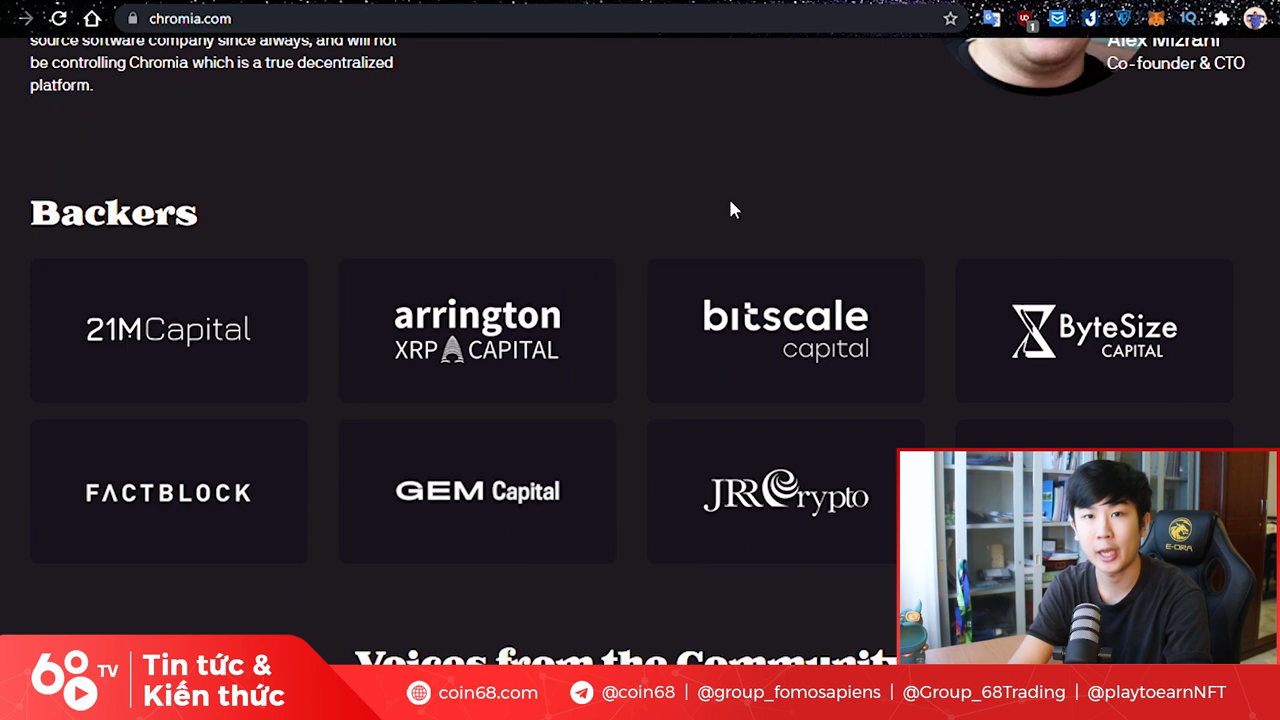 chromia.com
source software company since always, and will not
be controlling Chromia which is a true decentralized
platform.
Alex Mizrahi
Co-founder & CTO
Backers
21MCapital
arrington
XRP CAPITAL
bitscale
capital
ByteSize
CAPITAL
FACTBLOCK
GEM Capital
JRR Crypto
E-DRA
Voices from the Community
68 TV
Tin tức &
Kiến thức
coin68.com
@coin68 | @group_fomosapiens | @Group_68Trading | @playtoearnNFT